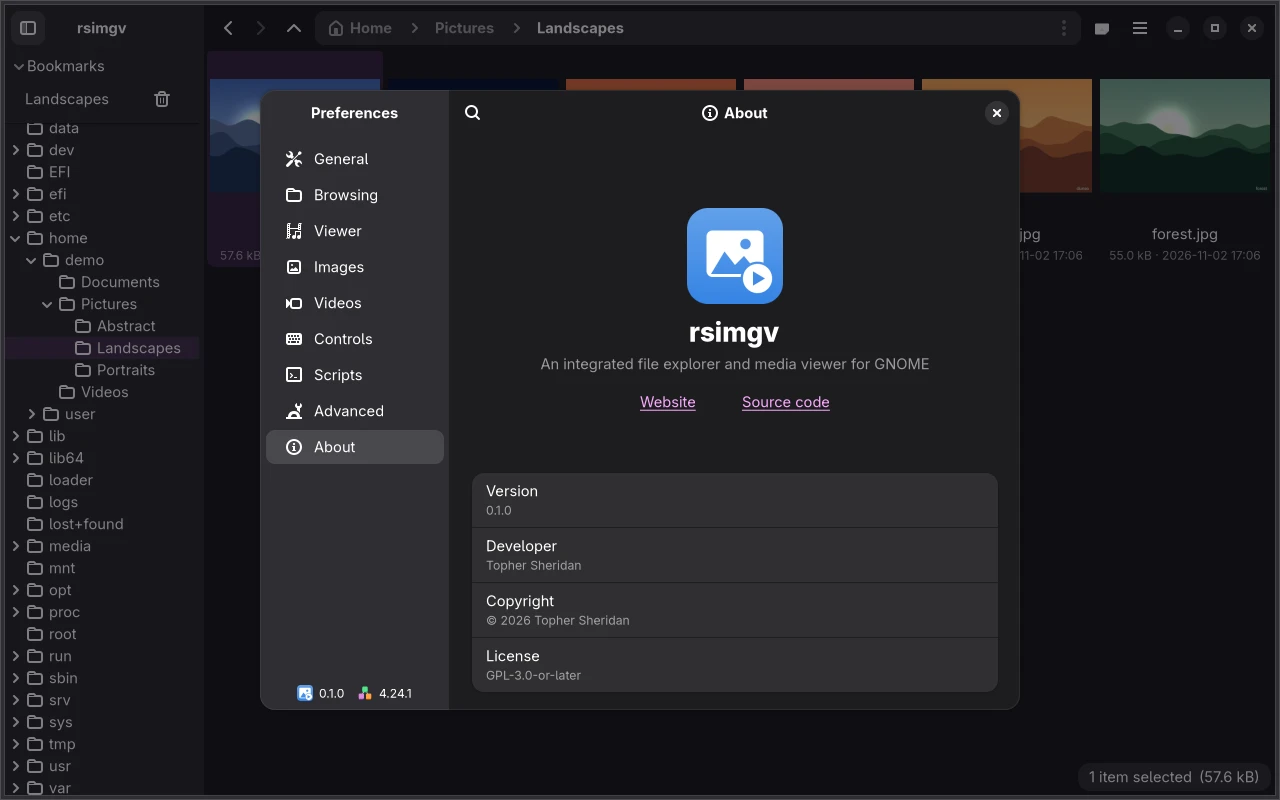 rsimgv
Home
Pictures
Landscapes
Bookmarks
Landscapes
data
dev
EFI
efi
etc
home
demo
Documents
Pictures
Abstract
Landscapes
Portraits
Videos
user
lib
lib64
loader
logs
lost+found
media
mnt
opt
proc
root
run
sbin
srv
sys
tmp
usr
var
57.6 kB
jpg
11-02 17:06
forest.jpg
55.0 kB · 2026-11-02 17:06
Preferences
General
Browsing
Viewer
Images
Videos
Controls
Scripts
Advanced
About
0.1.0
4.24.1
About
rsimgv
An integrated file explorer and media viewer for GNOME
Website
Source code
Version
0.1.0
Developer
Topher Sheridan
Copyright
© 2026 Topher Sheridan
License
GPL-3.0-or-later
1 item selected (57.6 kB)